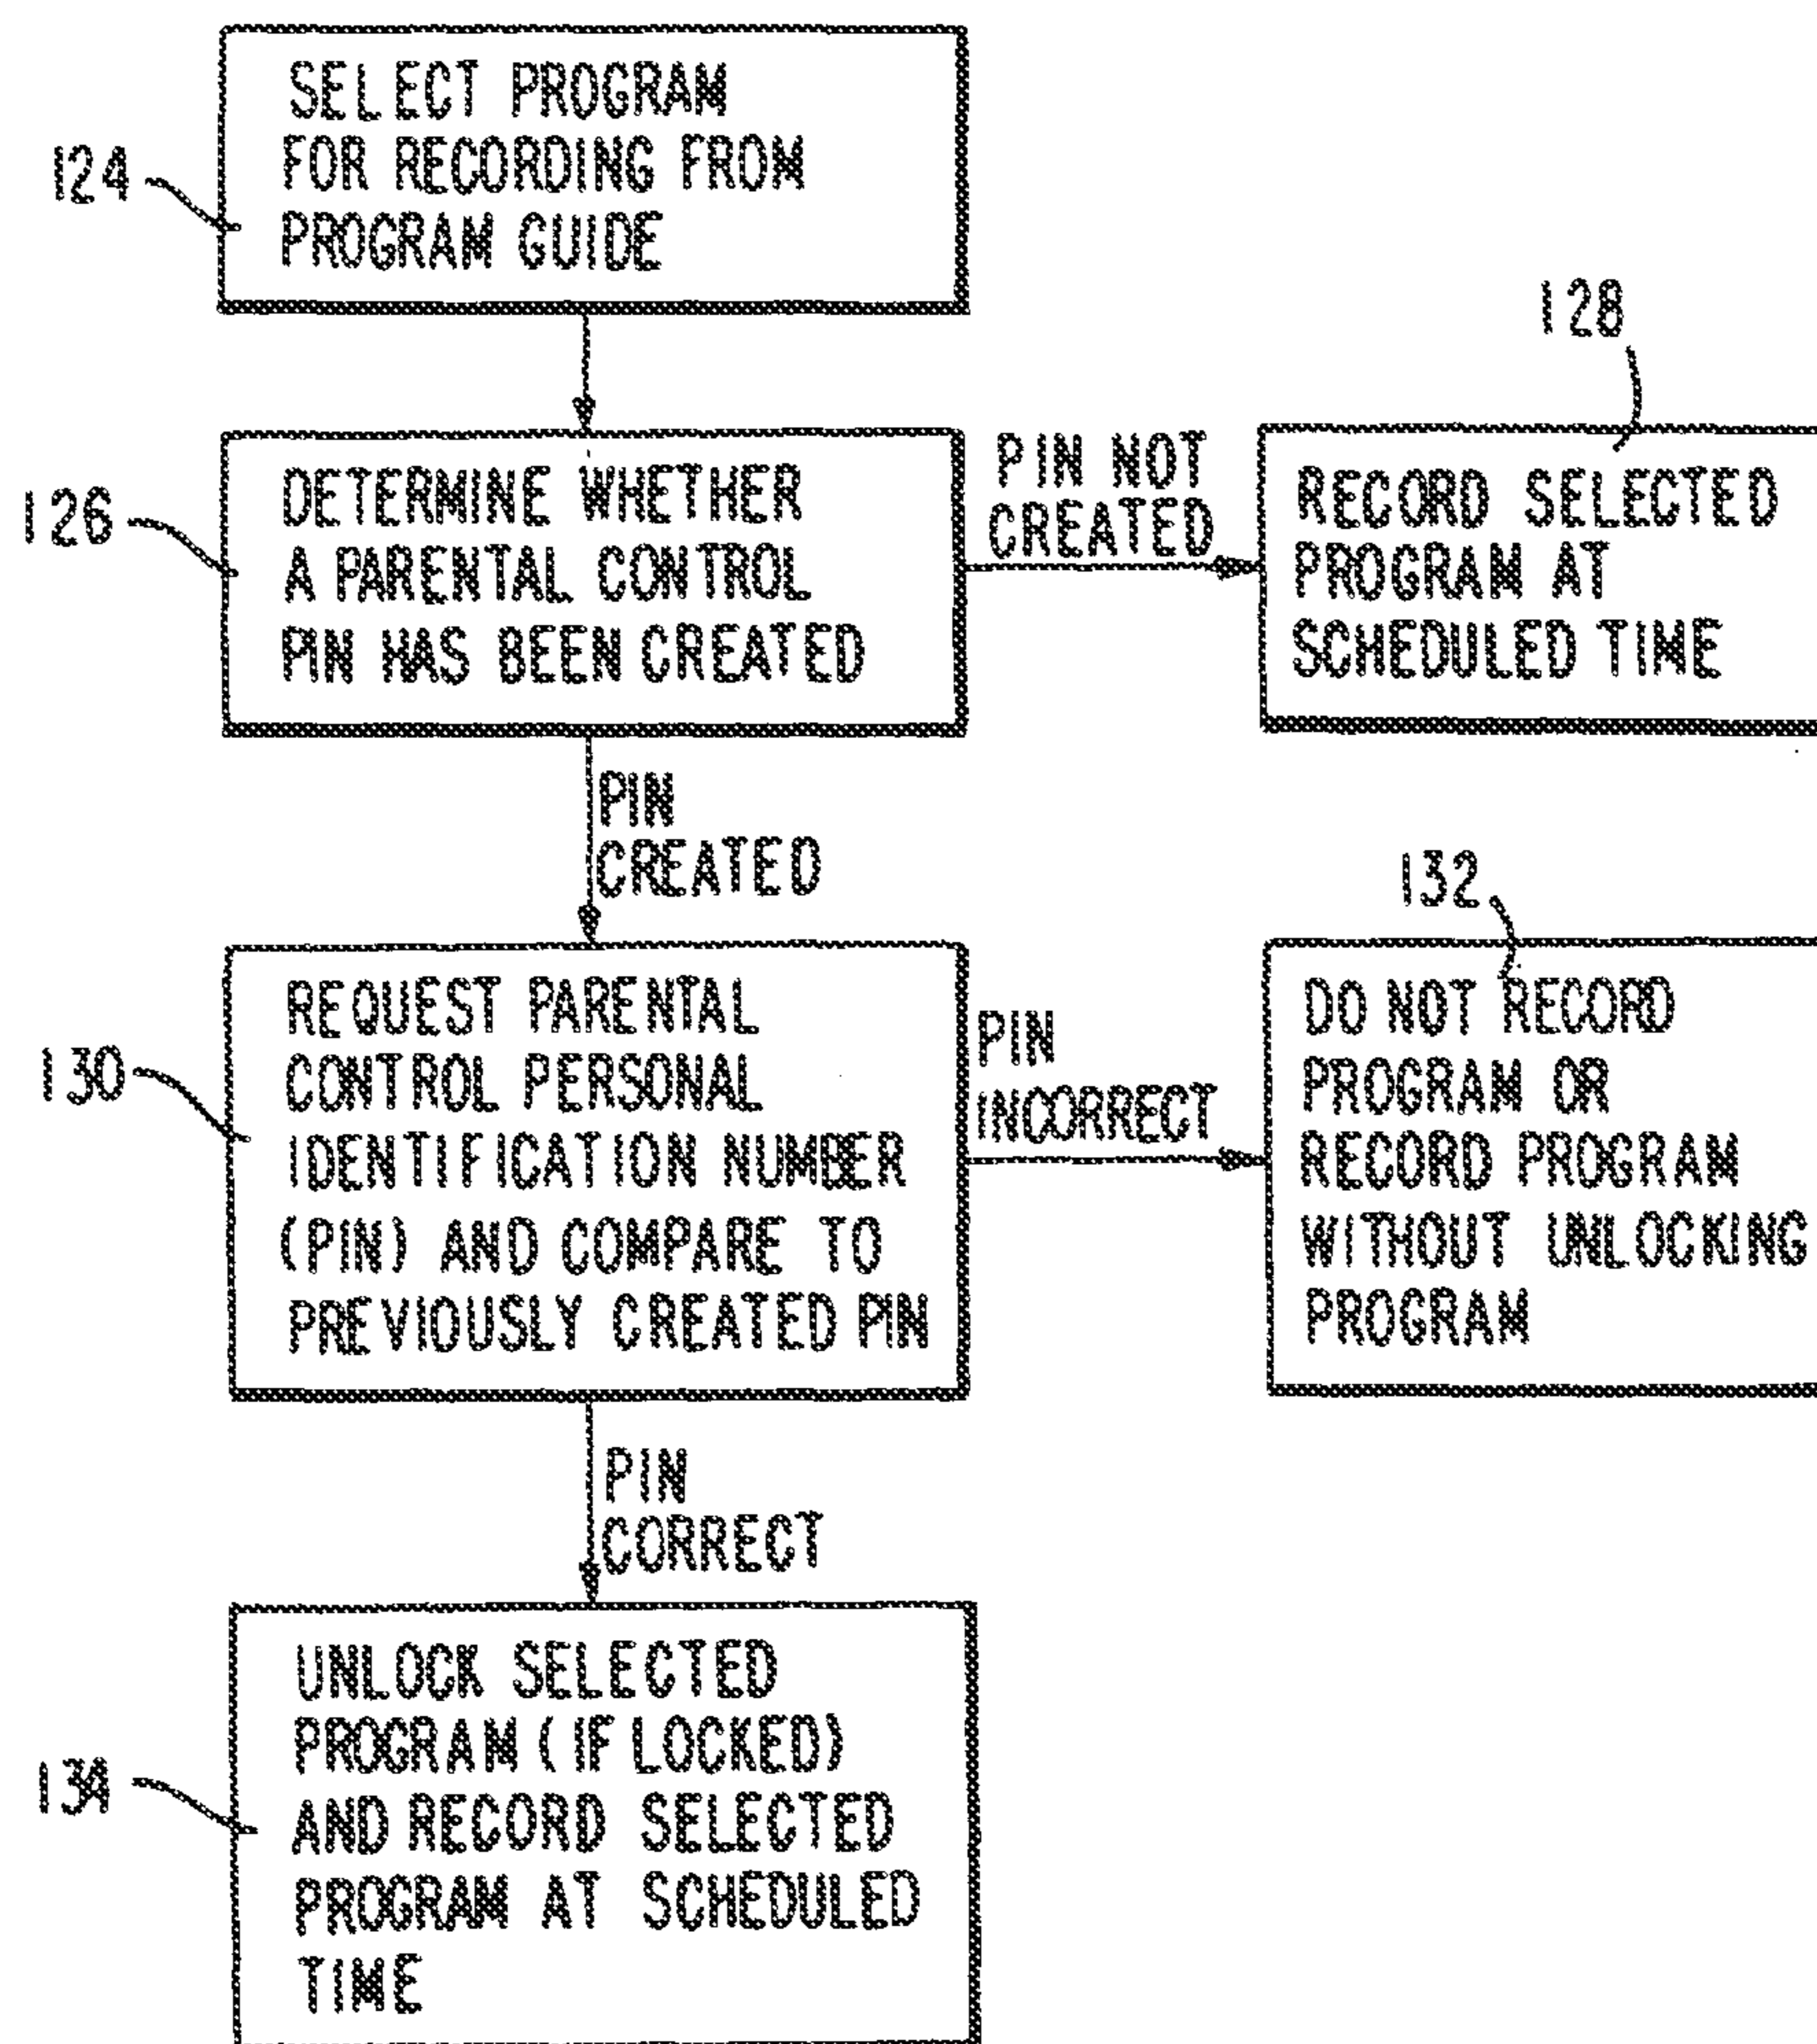 124
SELECT PROGRAM
FOR RECORDING FROM
PROGRAM GUIDE
126
DETERMINE WHETHER
A PARENTAL CONTROL
PIN HAS BEEN CREATED
PIN NOT
CREATED
128
RECORD SELECTED
PROGRAM AT
SCHEDULED TIME
PIN
CREATED
130
REQUEST PARENTAL
CONTROL PERSONAL
IDENTIFICATION NUMBER
(PIN) AND COMPARE TO
PREVIOUSLY CREATED PIN
PIN
INCORRECT
132
DO NOT RECORD
PROGRAM OR
RECORD PROGRAM
WITHOUT UNLOCKING
PROGRAM
PIN
CORRECT
134
UNLOCK SELECTED
PROGRAM (IF LOCKED)
AND RECORD SELECTED
PROGRAM AT SCHEDULED
TIME